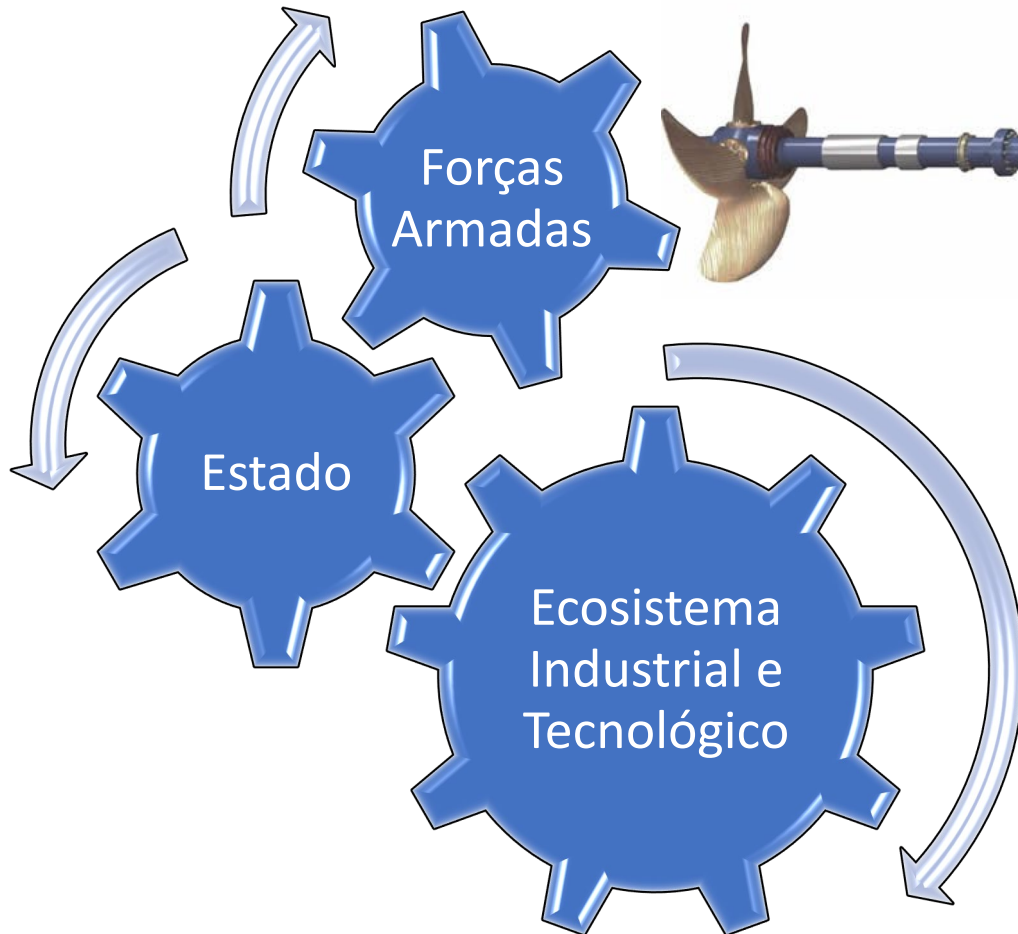 Forças
Armadas
Estado
Ecosistema
Industrial e
Tecnológico